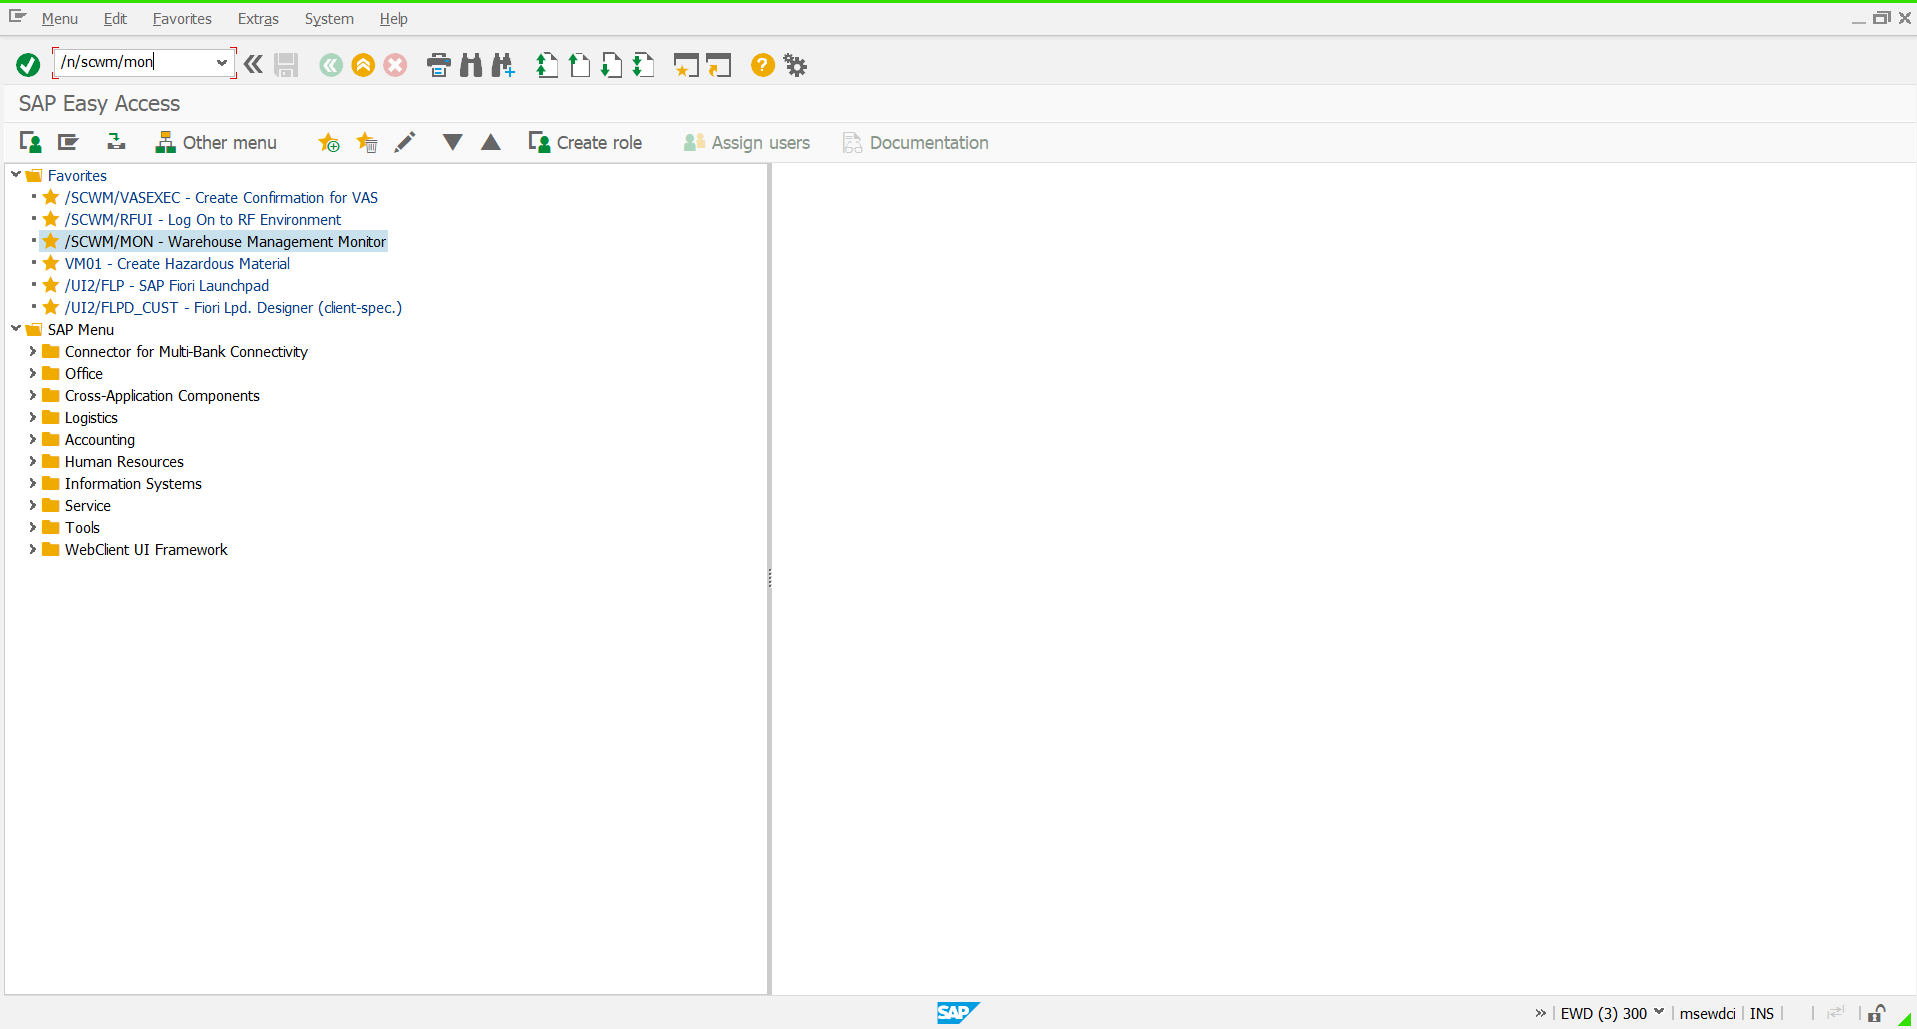 Menu Edit Favorites Extras System Help
/n/scwm/mon
SAP Easy Access
Other menu Create role Assign users Documentation
Favorites
/SCWM/VASEXEC - Create Confirmation for VAS
/SCWM/RFUI - Log On to RF Environment
/SCWM/MON - Warehouse Management Monitor
VM01 - Create Hazardous Material
/UI2/FLP - SAP Fiori Launchpad
/UI2/FLPD_CUST - Fiori Lpd. Designer (client-spec.)
SAP Menu
Connector for Multi-Bank Connectivity
Office
Cross-Application Components
Logistics
Accounting
Human Resources
Information Systems
Service
Tools
WebClient UI Framework
SAP
EWD (3) 300 msewdci INS